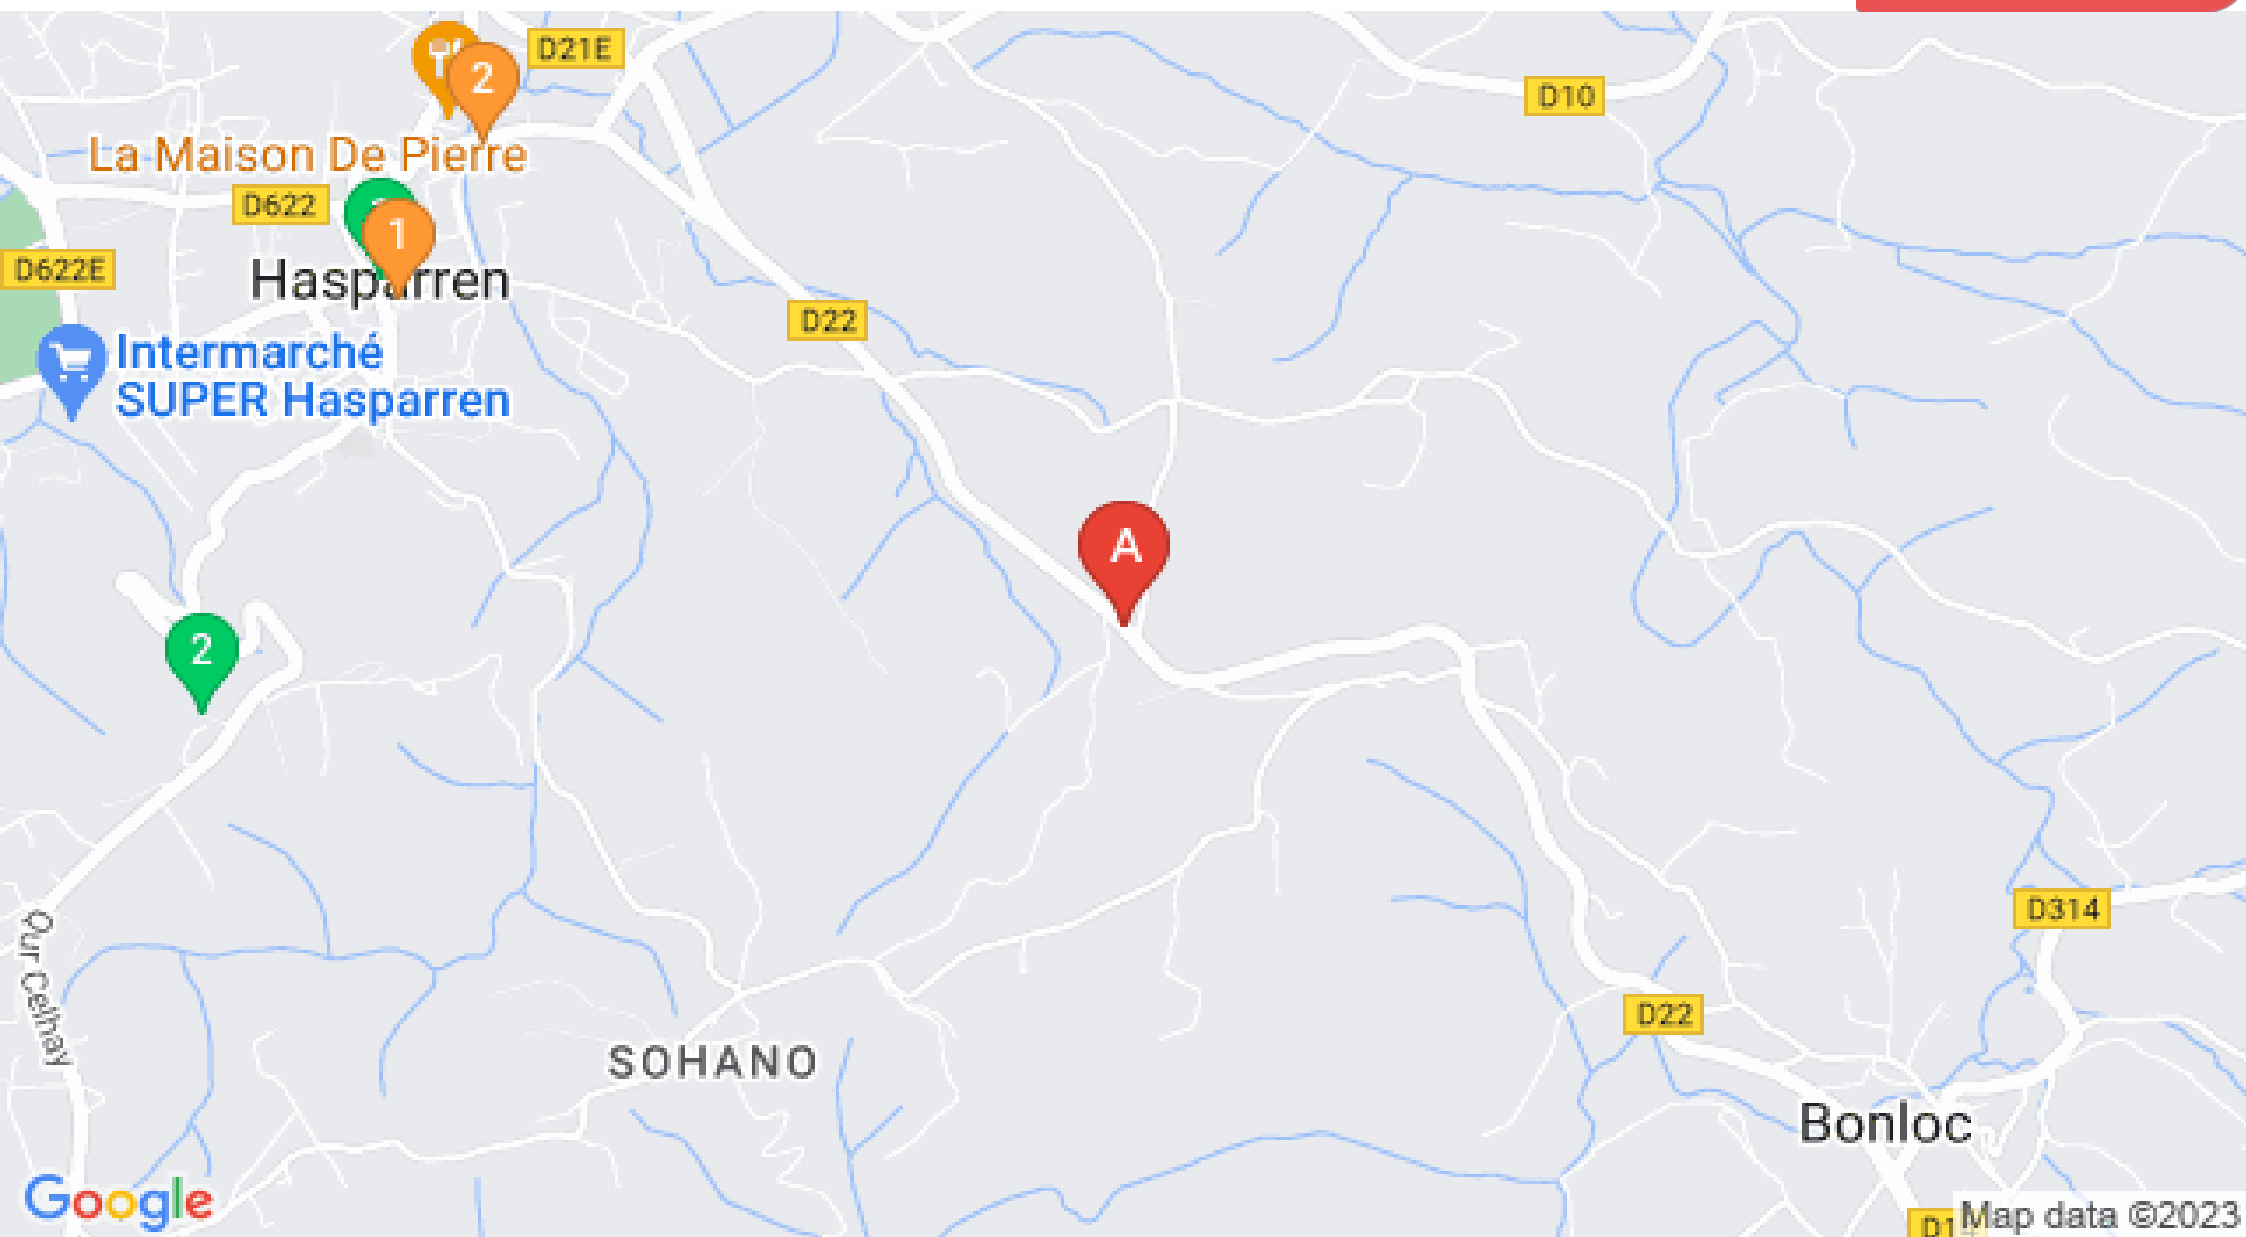 D21E
2
D10
La Maison De Pierre
D622
1
D622E
Hasparren
D22
Intermarché
SUPER Hasparren
A
2
D314
Our Celhay
D22
SOHANO
Bonloc
Google
Map data ©2023